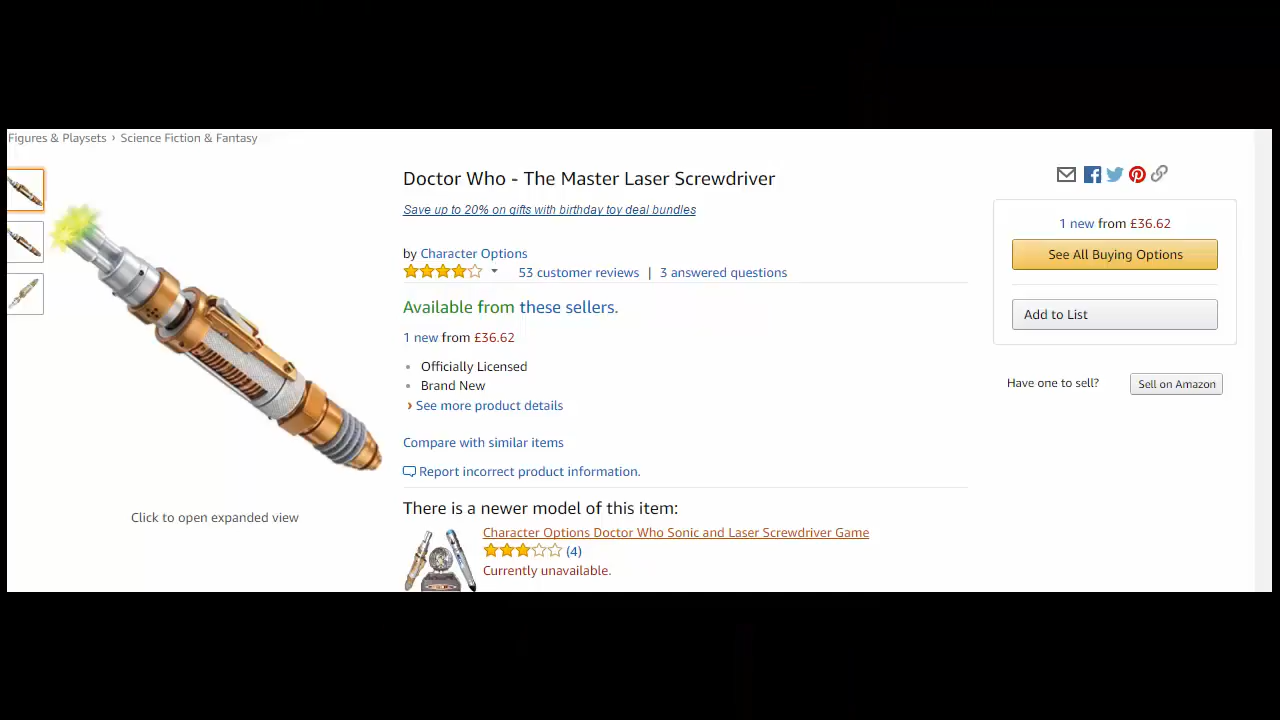 Figures & Playsets › Science Fiction & Fantasy
Doctor Who - The Master Laser Screwdriver
Save up to 20% on gifts with birthday toy deal bundles
by Character Options
53 customer reviews | 3 answered questions
Available from these sellers.
1 new from £36.62
• Officially Licensed
• Brand New
› See more product details
Compare with similar items
Report incorrect product information.
Click to open expanded view
There is a newer model of this item:
Character Options Doctor Who Sonic and Laser Screwdriver Game
(4)
Currently unavailable.
1 new from £36.62
See All Buying Options
Add to List
Have one to sell?
Sell on Amazon